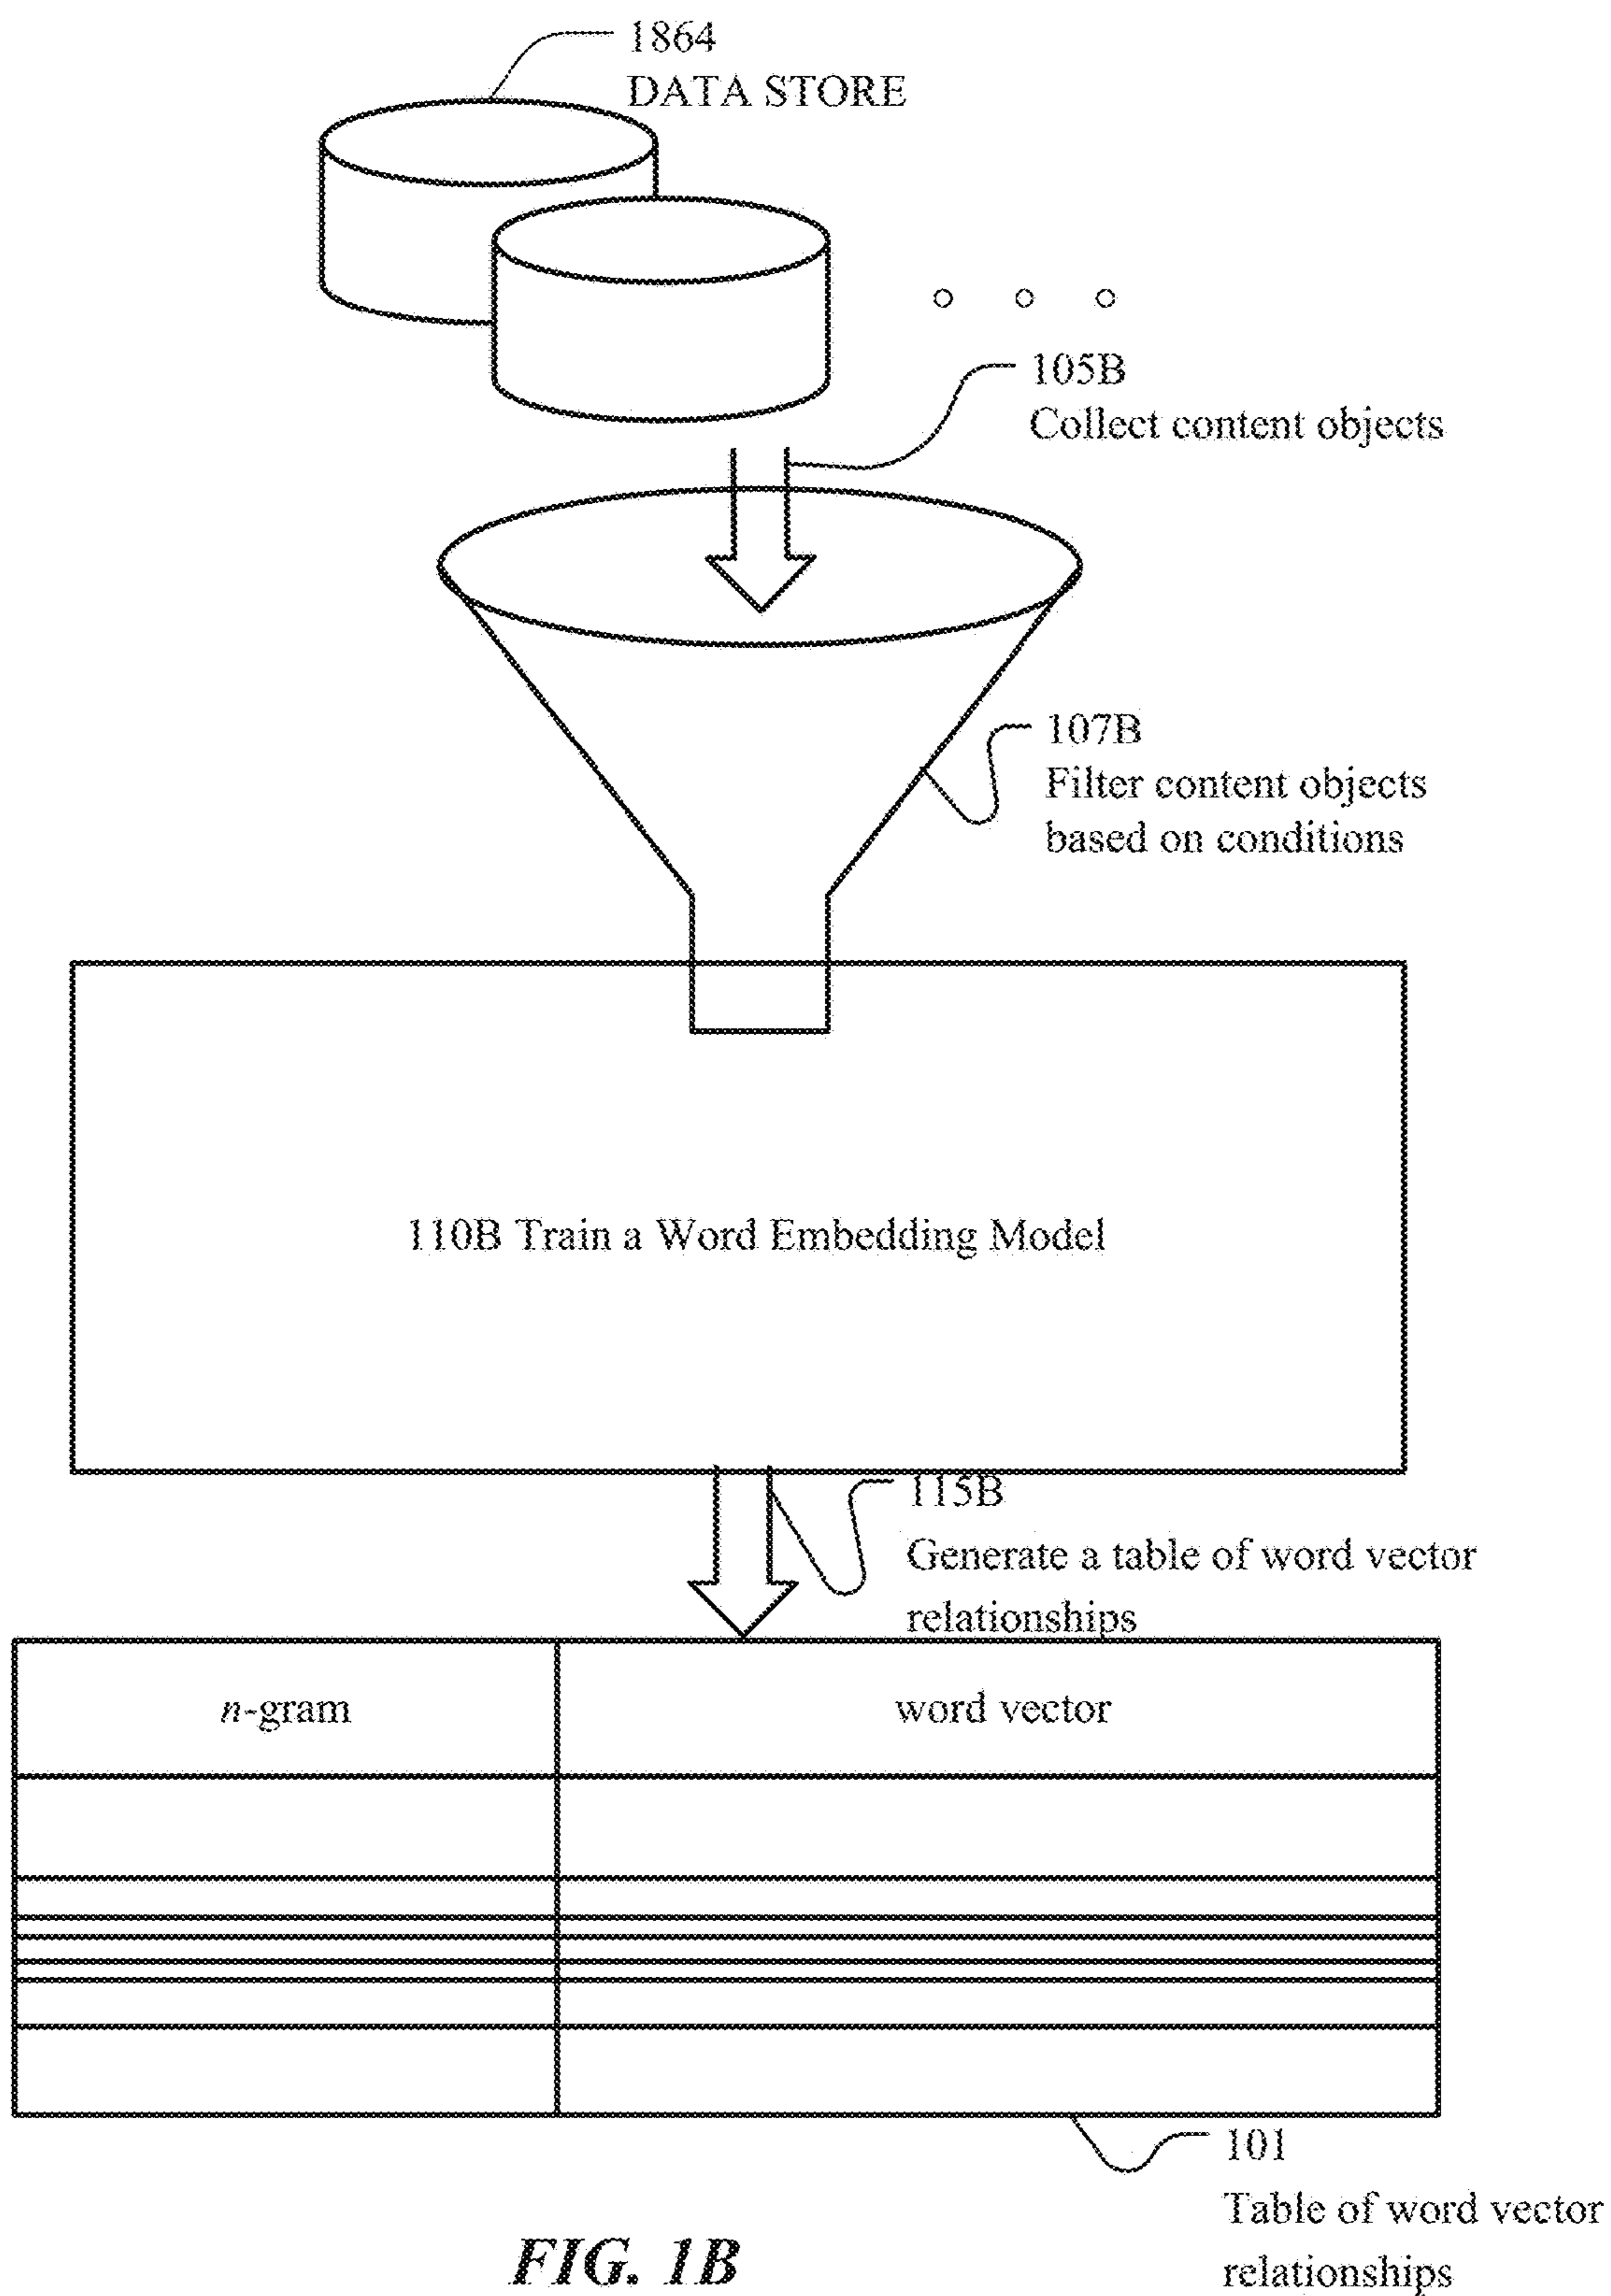 1864
DATA STORE
105B
Collect content objects
107B
Filter content objects
based on conditions
110B Train a Word Embedding Model
115B
Generate a table of word vector
relationships
n-gram
word vector
101
Table of word vector
relationships
FIG. 1B